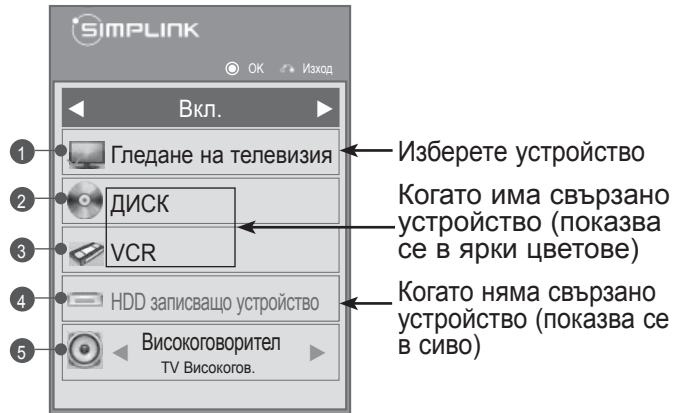 SIMPLINK
OK Изход
Вкл.
1 Гледане на телевизия
Изберете устройство
2 ДИСК
3 VCR
Когато има свързано
устройство (показва
се в ярки цветове)
4 HDD записващо устройство
Когато няма свързано
устройство (показва се
в сиво)
5 Високоговорител
TV Високогов.